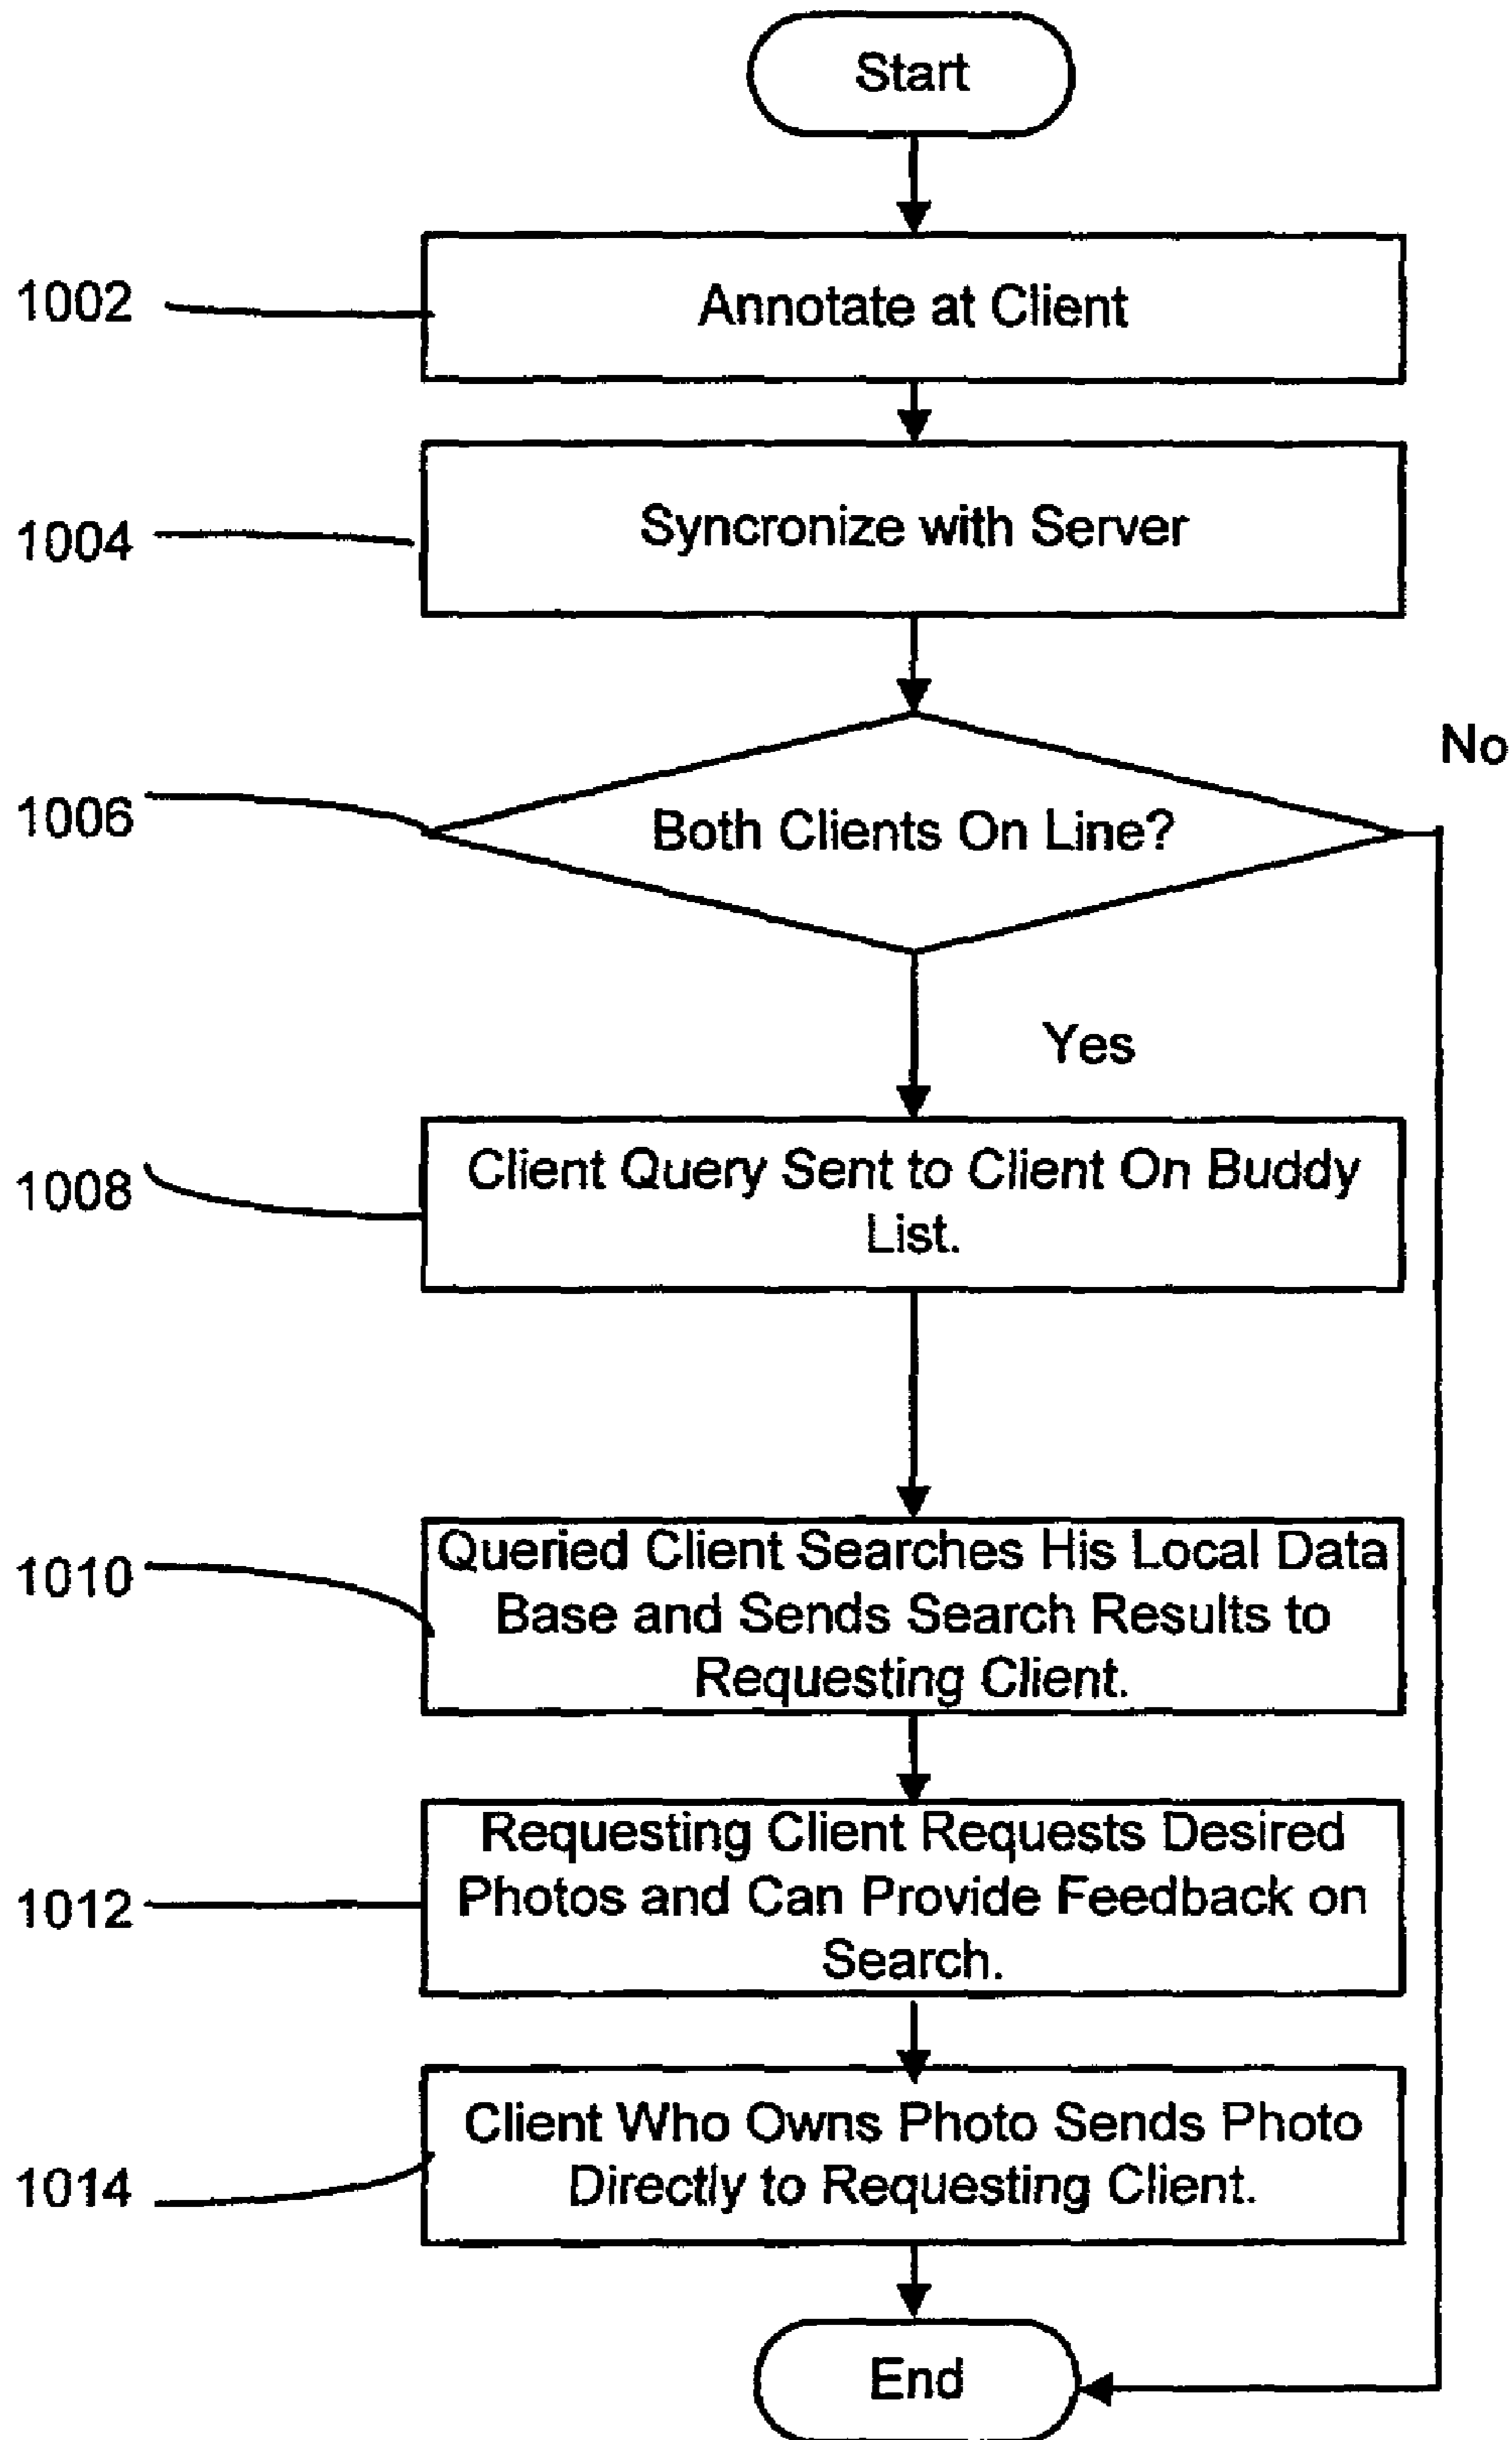 Start
1002
Annotate at Client
1004
Syncronize with Server
No
1006
Both Clients On Line?
Yes
1008
Client Query Sent to Client On Buddy
List.
1010
Queried Client Searches His Local Data
Base and Sends Search Results to
Requesting Client.
1012
Requesting Client Requests Desired
Photos and Can Provide Feedback on
Search.
1014
Client Who Owns Photo Sends Photo
Directly to Requesting Client.
End